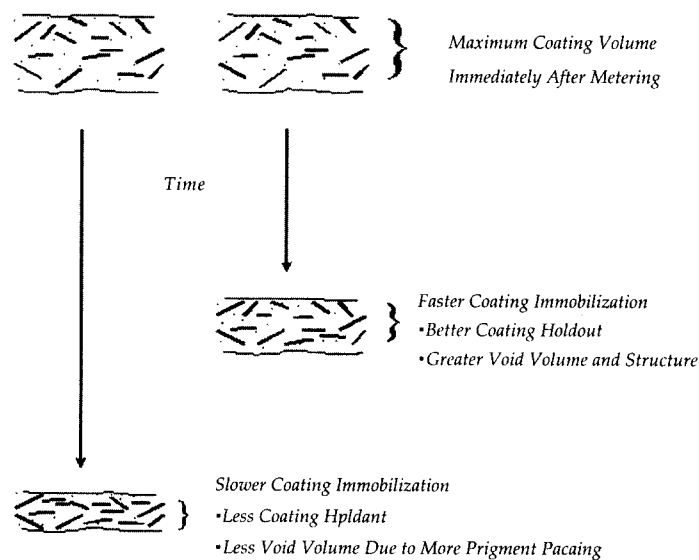 Maximum Coating Volume
Immediately After Metering
Time
Faster Coating Immobilization
•Better Coating Holdout
•Greater Void Volume and Structure
Slower Coating Immobilization
•Less Coating Hpldant
•Less Void Volume Due to More Prigment Pacaing